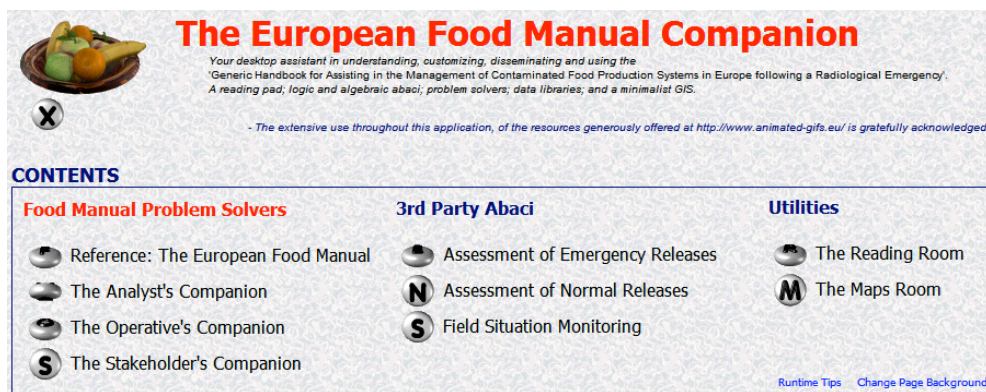 The European Food Manual Companion
Your desktop assistant in understanding, customizing, disseminating and using the
'Generic Handbook for Assisting in the Management of Contaminated Food Production Systems in Europe following a Radiological Emergency'.
A reading pad; logic and algebraic abaci; problem solvers; data libraries; and a minimalist GIS.
X
- The extensive use throughout this application, of the resources generously offered at http://www.animated-gifs.eu/ is gratefully acknowledged
CONTENTS
Food Manual Problem Solvers
Reference: The European Food Manual
The Analyst's Companion
The Operative's Companion
S The Stakeholder's Companion
3rd Party Abaci
Assessment of Emergency Releases
N Assessment of Normal Releases
S Field Situation Monitoring
Utilities
The Reading Room
M The Maps Room
Runtime Tips Change Page Background